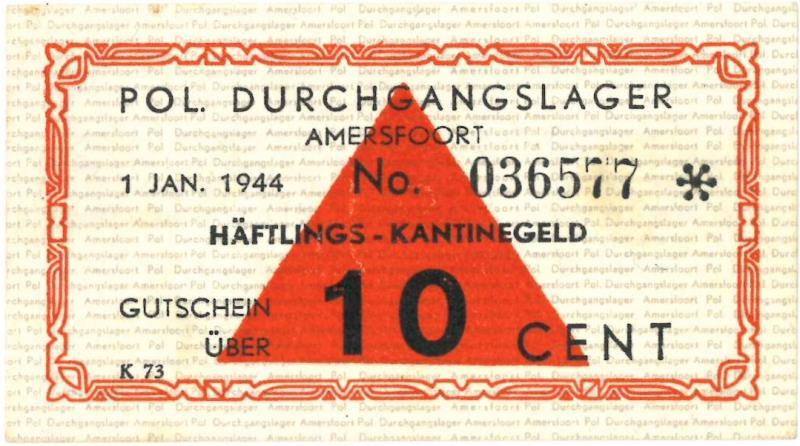 POL. DURCHGANGSLAGER
AMERSFOORT
1 JAN. 1944 No. 036577 *
HÄFTLINGS - KANTINEGELD
GUTSCHEIN ÜBER 10 CENT
K 73